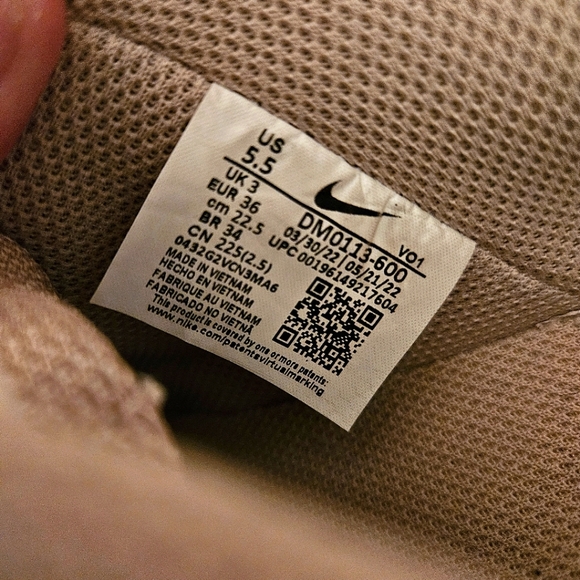 US
5.5
UK 3
EUR 36
cm 22.5
BR 34
CN 225(2.5)
0432G2VCN3MA6
MADE IN VIETNAM
HECHO EN VIETNAM
FABRIQUE AU VIETNAM
FABRICADO NO VIETNÃ
This product is covered by one or more patents:
www.nike.com/patentsvirtualmarking
VO1
DM0113-600
03/30/22 | 05/21/22
UPC 00196149217604